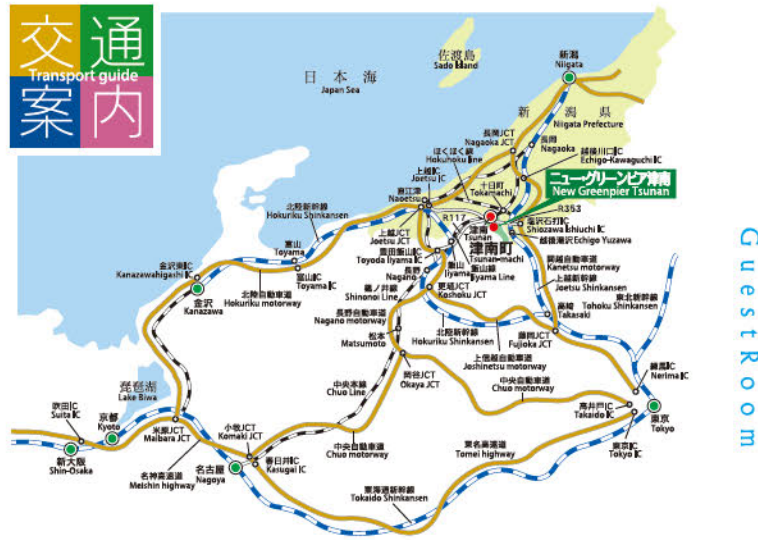 交通
Transport guide
案内
日本海
Japan Sea
佐渡島
Sado Island
新潟
Niigata
新潟県
Niigata Prefecture
長岡JCT
Nagaoka JCT
長岡
Nagaoka
ほくほく線
Hokuhoku line
越後川口IC
Echigo-Kawaguchi IC
上越IC
Joetsu IC
十日町
Tokamachi
ニュー・グリーンピア津南
New Greenpier Tsunan
直江津
Naoetsu
R117
R353
津南
Tsunan
塩沢石打IC
Shiozawa Ishiuchi IC
津南町
Tsunan-machi
越後湯沢 Echigo Yuzawa
北陸新幹線
Hokuriku Shinkansen
上越JCT
Joetsu JCT
豊田飯山IC
Toyoda Iiyama IC
飯山
Iiyama
飯山線
Iiyama Line
関越自動車道
Kanetsu motorway
上越新幹線
Joetsu Shinkansen
東北新幹線
Tohoku Shinkansen
富山
Toyama
富山IC
Toyama IC
金沢東IC
Kanazawahigashi IC
金沢
Kanazawa
北陸自動車道
Hokuriku motorway
長野
Nagano
篠ノ井線
Shinonoi Line
更埴JCT
Koshoku JCT
長野自動車道
Nagano motorway
松本
Matsumoto
北陸新幹線
Hokuriku Shinkansen
高崎
Takasaki
藤岡JCT
Fujioka JCT
上信越自動車道
Joshinetsu motorway
岡谷JCT
Okaya JCT
中央本線
Chuo Line
中央自動車道
Chuo motorway
練馬IC
Nerima IC
高井戸IC
Takaido IC
東京
Tokyo
東京IC
Tokyo IC
琵琶湖
Lake Biwa
吹田IC
Suita IC
京都
Kyoto
新大阪
Shin-Osaka
米原JCT
Maibara JCT
小牧JCT
Komaki JCT
名神高速道
Meishin highway
名古屋
Nagoya
春日井IC
Kasugai IC
中央自動車道
Chuo motorway
東名高速道
Tomei highway
東海道新幹線
Tokaido Shinkansen
GuestRoom